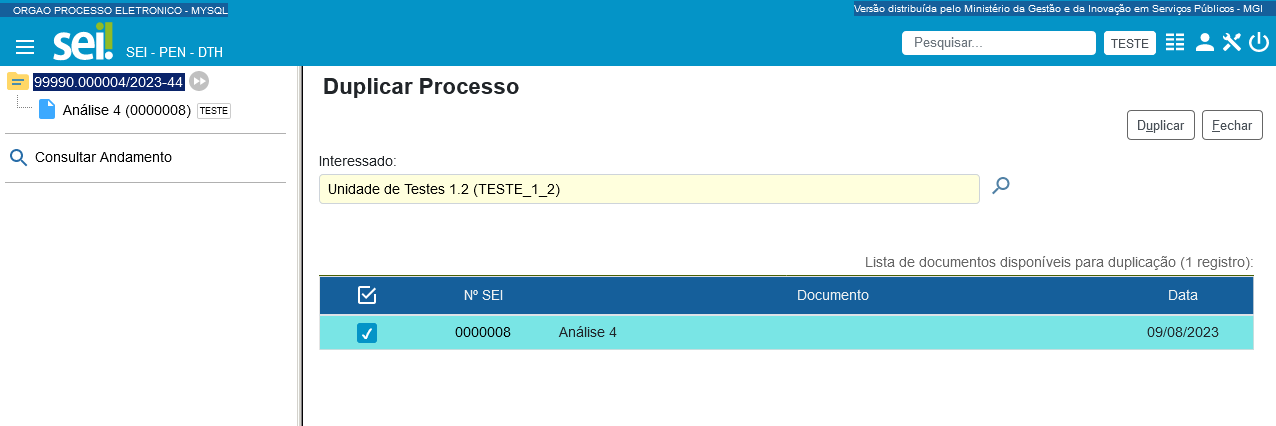 ORGAO PROCESSO ELETRONICO - MYSQL
Versão distribuída pelo Ministério da Gestão e da Inovação em Serviços Públicos - MGI
sei!
SEI - PEN - DTH
Pesquisar...
TESTE
99990.000004/2023-44
Análise 4 (0000008) TESTE
Consultar Andamento
Duplicar Processo
Duplicar
Fechar
Interessado:
Unidade de Testes 1.2 (TESTE_1_2)
Lista de documentos disponíveis para duplicação (1 registro):
Nº SEI Documento Data
0000008 Análise 4 09/08/2023